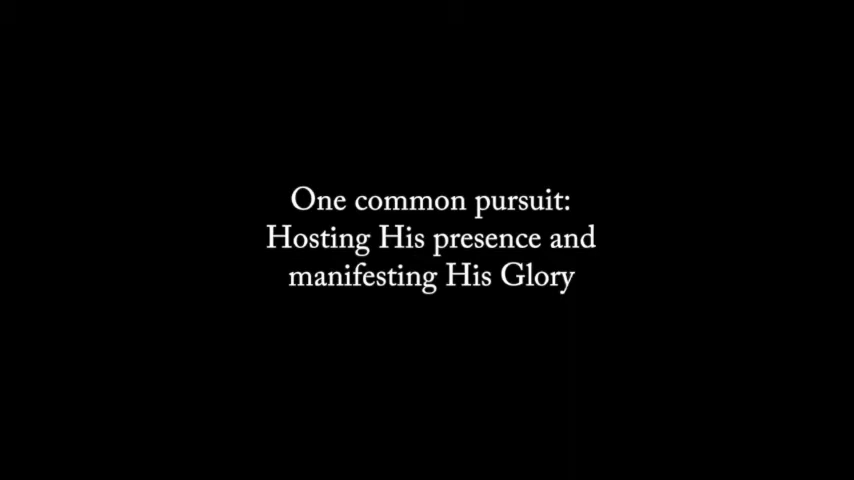 One common pursuit:
Hosting His presence and
manifesting His Glory